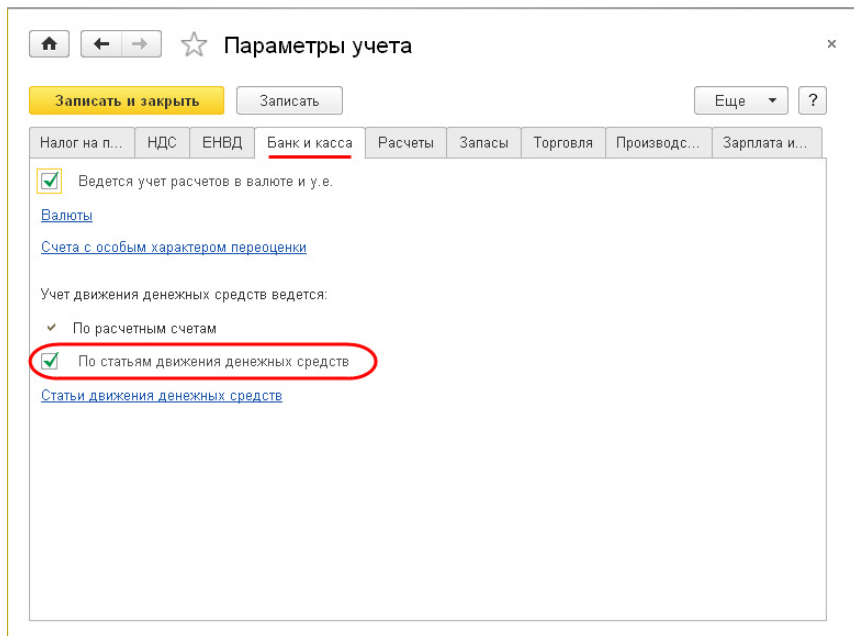 Параметры учета
Записать и закрыть Записать Еще ?
Налог на п... НДС ЕНВД Банк и касса Расчеты Запасы Торговля Производс... Зарплата и...
Ведется учет расчетов в валюте и у.е.
Валюты
Счета с особым характером переоценки
Учет движения денежных средств ведется:
По расчетным счетам
По статьям движения денежных средств
Статьи движения денежных средств